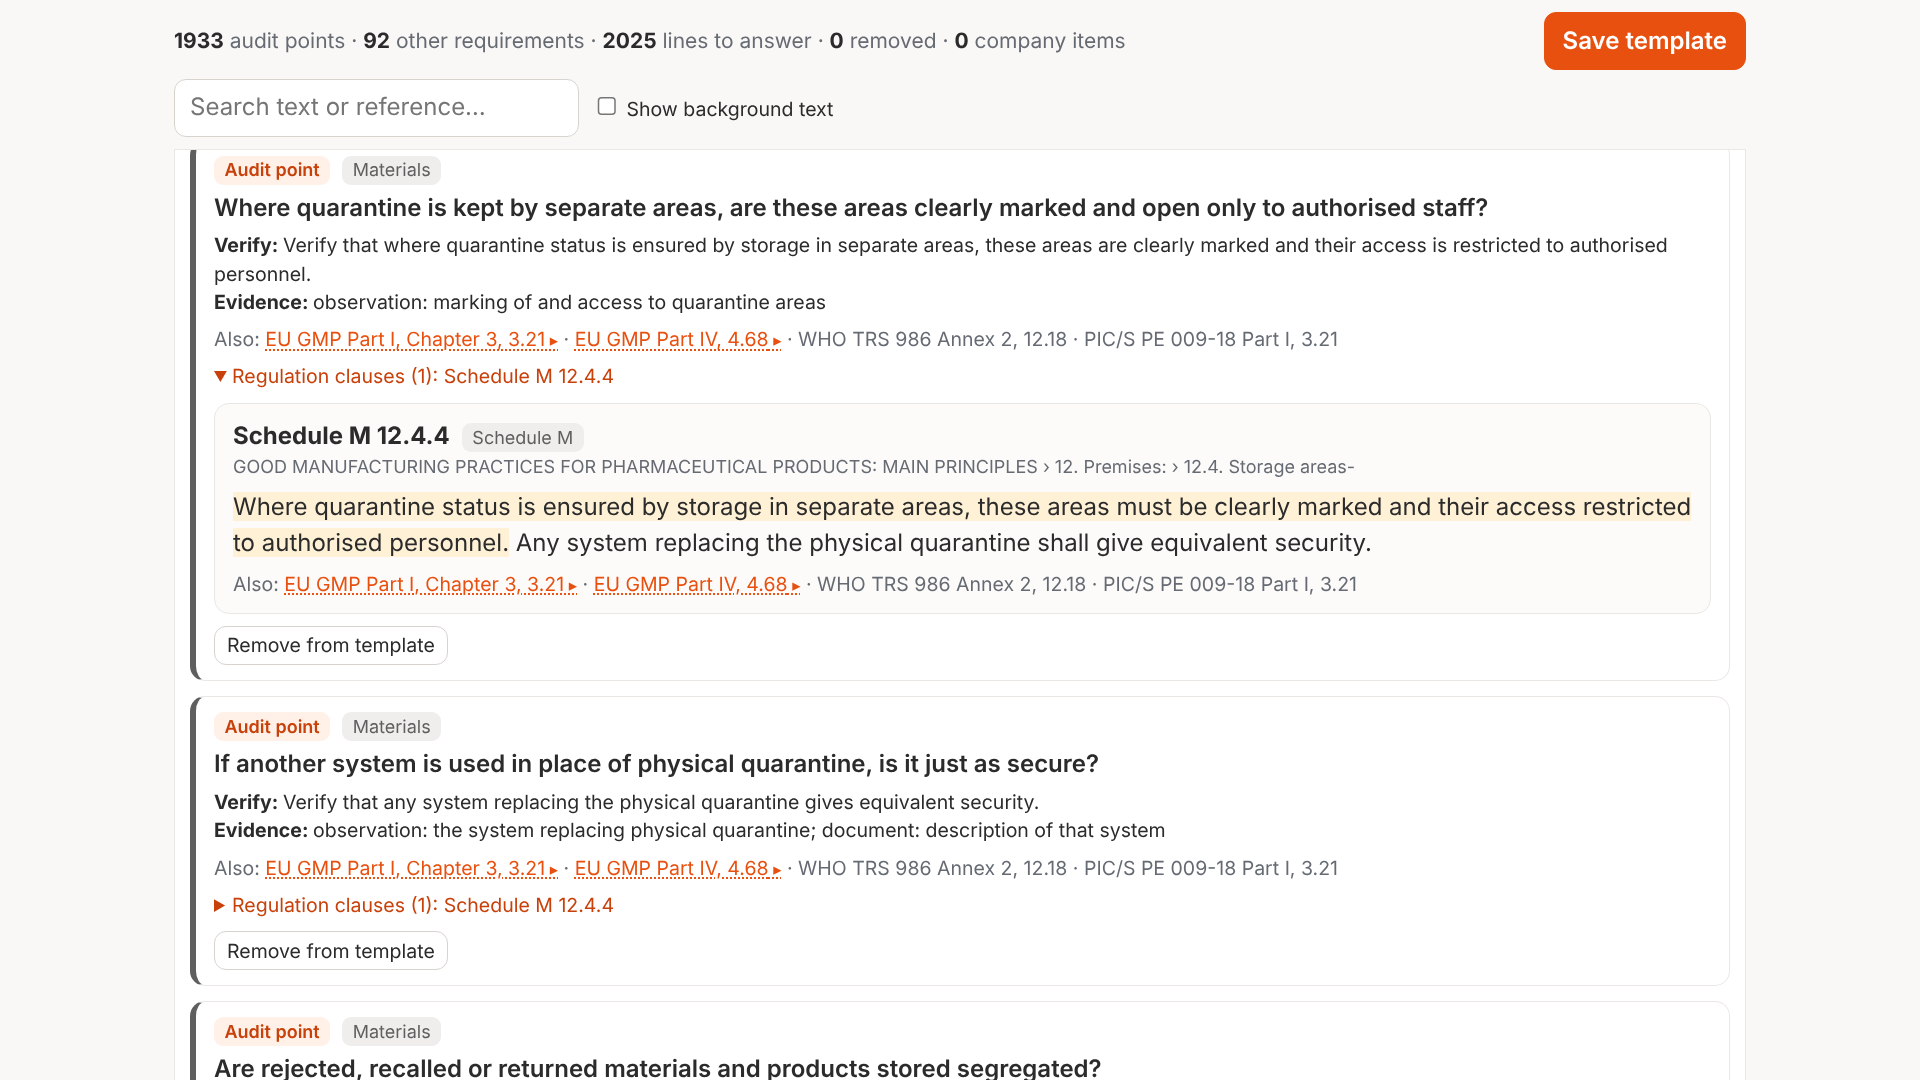 1933 audit points · 92 other requirements · 2025 lines to answer · 0 removed · 0 company items
Save template
Search text or reference...
Show background text
Audit point Materials
Where quarantine is kept by separate areas, are these areas clearly marked and open only to authorised staff?
Verify: Verify that where quarantine status is ensured by storage in separate areas, these areas are clearly marked and their access is restricted to authorised
personnel.
Evidence: observation: marking of and access to quarantine areas
Also: EU GMP Part I, Chapter 3, 3.21 ▸ · EU GMP Part IV, 4.68 ▸ · WHO TRS 986 Annex 2, 12.18 · PIC/S PE 009-18 Part I, 3.21
▼ Regulation clauses (1): Schedule M 12.4.4
Schedule M 12.4.4 Schedule M
GOOD MANUFACTURING PRACTICES FOR PHARMACEUTICAL PRODUCTS: MAIN PRINCIPLES › 12. Premises: › 12.4. Storage areas-
Where quarantine status is ensured by storage in separate areas, these areas must be clearly marked and their access restricted
to authorised personnel. Any system replacing the physical quarantine shall give equivalent security.
Also: EU GMP Part I, Chapter 3, 3.21 ▸ · EU GMP Part IV, 4.68 ▸ · WHO TRS 986 Annex 2, 12.18 · PIC/S PE 009-18 Part I, 3.21
Remove from template
Audit point Materials
If another system is used in place of physical quarantine, is it just as secure?
Verify: Verify that any system replacing the physical quarantine gives equivalent security.
Evidence: observation: the system replacing physical quarantine; document: description of that system
Also: EU GMP Part I, Chapter 3, 3.21 ▸ · EU GMP Part IV, 4.68 ▸ · WHO TRS 986 Annex 2, 12.18 · PIC/S PE 009-18 Part I, 3.21
▶ Regulation clauses (1): Schedule M 12.4.4
Remove from template
Audit point Materials
Are rejected, recalled or returned materials and products stored segregated?